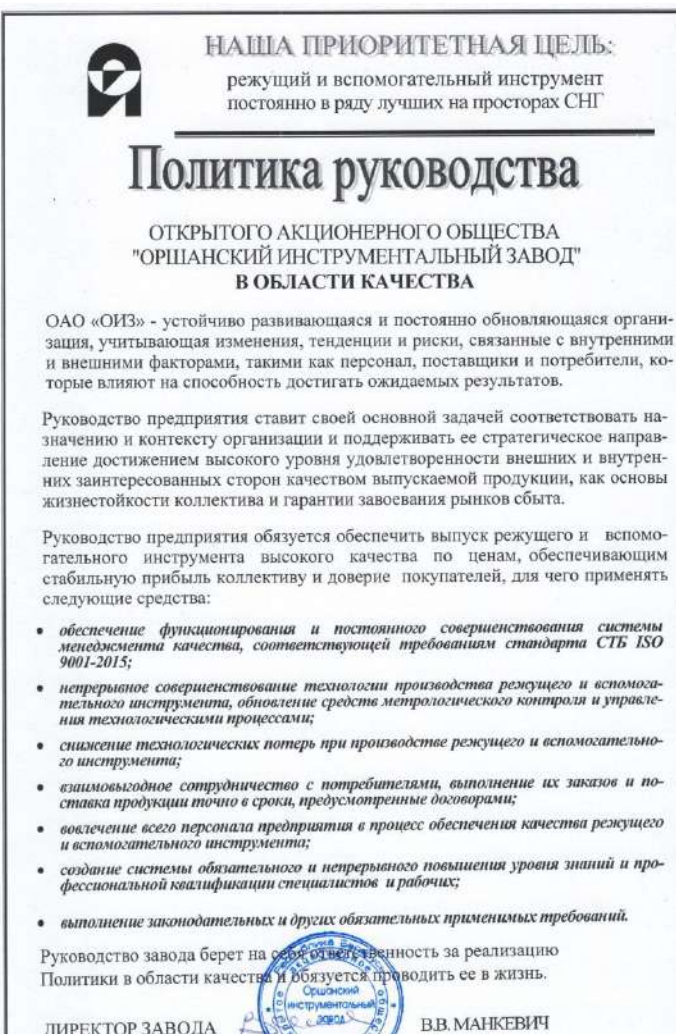 НАША ПРИОРИТЕТНАЯ ЦЕЛЬ:
режущий и вспомогательный инструмент
постоянно в ряду лучших на просторах СНГ
Политика руководства
ОТКРЫТОГО АКЦИОНЕРНОГО ОБЩЕСТВА
"ОРШАНСКИЙ ИНСТРУМЕНТАЛЬНЫЙ ЗАВОД"
В ОБЛАСТИ КАЧЕСТВА
ОАО «ОИЗ» - устойчиво развивающаяся и постоянно обновляющаяся органи-
зация, учитывающая изменения, тенденции и риски, связанные с внутренними
и внешними факторами, такими как персонал, поставщики и потребители, ко-
торые влияют на способность достигать ожидаемых результатов.
Руководство предприятия ставит своей основной задачей соответствовать на-
значению и контексту организации и поддерживать ее стратегическое направ-
ление достижением высокого уровня удовлетворенности внешних и внутрен-
них заинтересованных сторон качеством выпускаемой продукции, как основы
жизнестойкости коллектива и гарантии завоевания рынков сбыта.
Руководство предприятия обязуется обеспечить выпуск режущего и вспомо-
гательного инструмента высокого качества по ценам, обеспечивающим
стабильную прибыль коллективу и доверие покупателей, для чего применять
следующие средства:
• обеспечение функционирования и постоянного совершенствования системы
менеджмента качества, соответствующей требованиям стандарта СТБ ISO
9001-2015;
• непрерывное совершенствование технологии производства режущего и вспомога-
тельного инструмента, обновление средств метрологического контроля и управле-
ния технологическими процессами;
• снижение технологических потерь при производстве режущего и вспомогательно-
го инструмента;
• взаимовыгодное сотрудничество с потребителями, выполнение их заказов и по-
ставка продукции точно в сроки, предусмотренные договорами;
• вовлечение всего персонала предприятия в процесс обеспечения качества режущего
и вспомогательного инструмента;
• создание системы обязательного и непрерывного повышения уровня знаний и про-
фессиональной квалификации специалистов и рабочих;
• выполнение законодательных и других обязательных применимых требований.
Руководство завода берет на себя ответственность за реализацию
Политики в области качества и обязуется проводить ее в жизнь.
Оршанский
инструментальный
завод
ДИРЕКТОР ЗАВОДА В.В. МАНКЕВИЧ